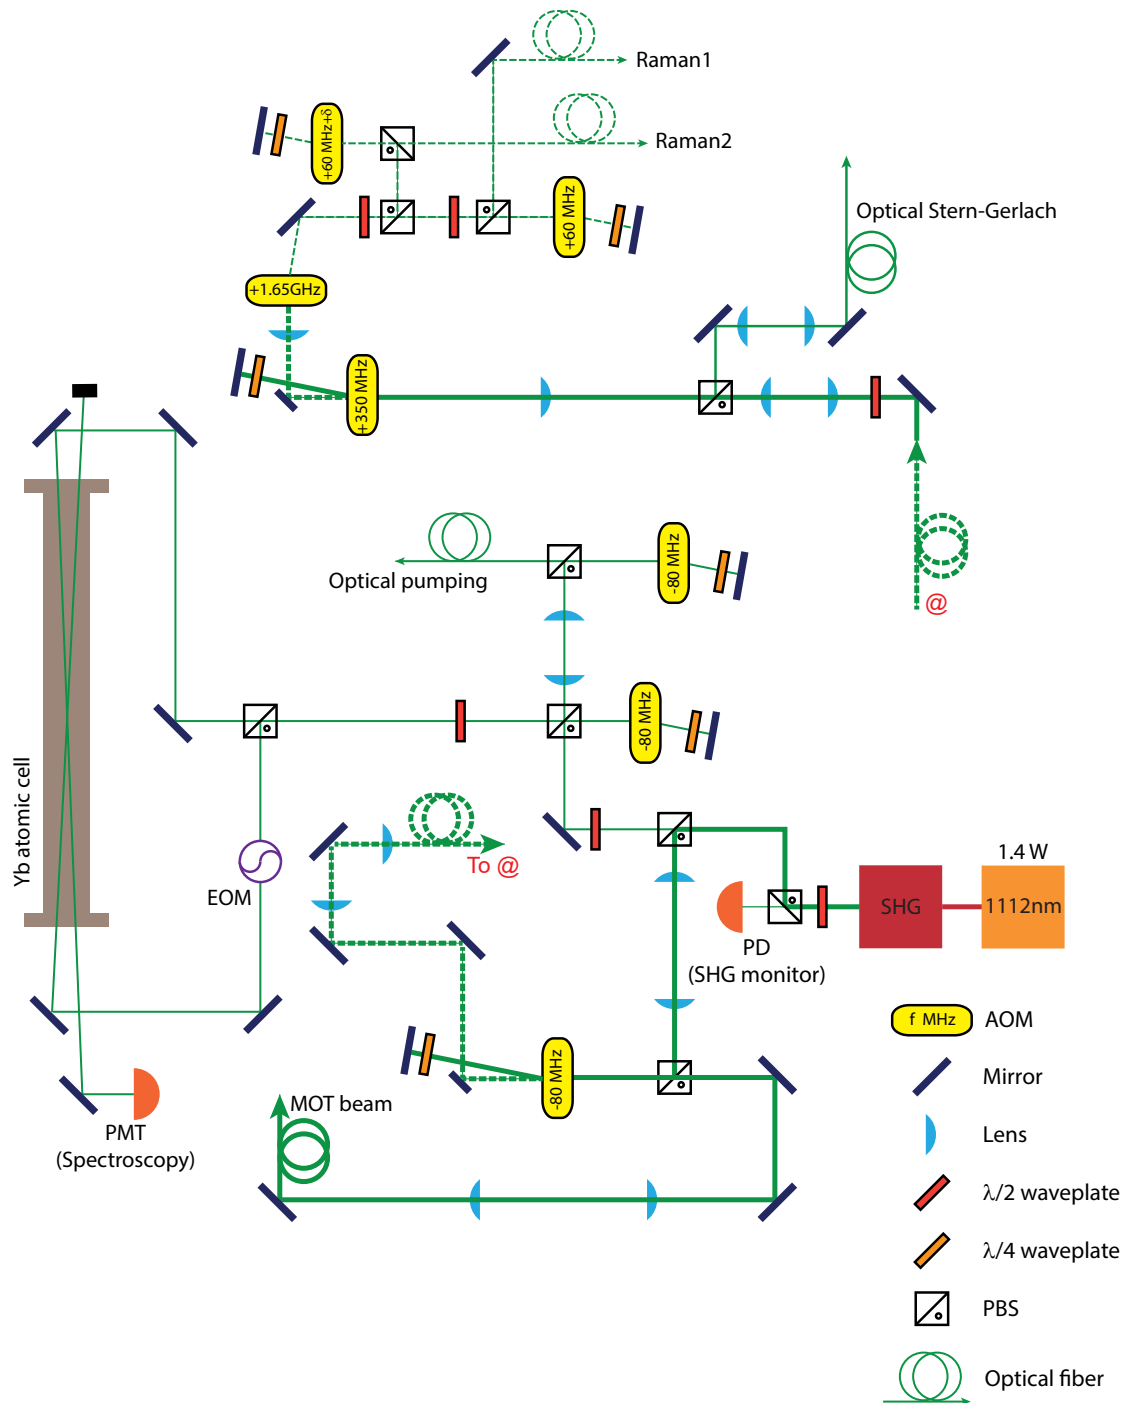 Raman1
+60 MHz+δ
Raman2
+60 MHz
Optical Stern-Gerlach
+1.65GHz
+350 MHz
-80 MHz
Optical pumping
@
-80 MHz
Yb atomic cell
To @
EOM
1.4 W
SHG
1112nm
PD
(SHG monitor)
f MHz
AOM
-80 MHz
Mirror
MOT beam
PMT
(Spectroscopy)
Lens
λ/2 waveplate
λ/4 waveplate
PBS
Optical fiber